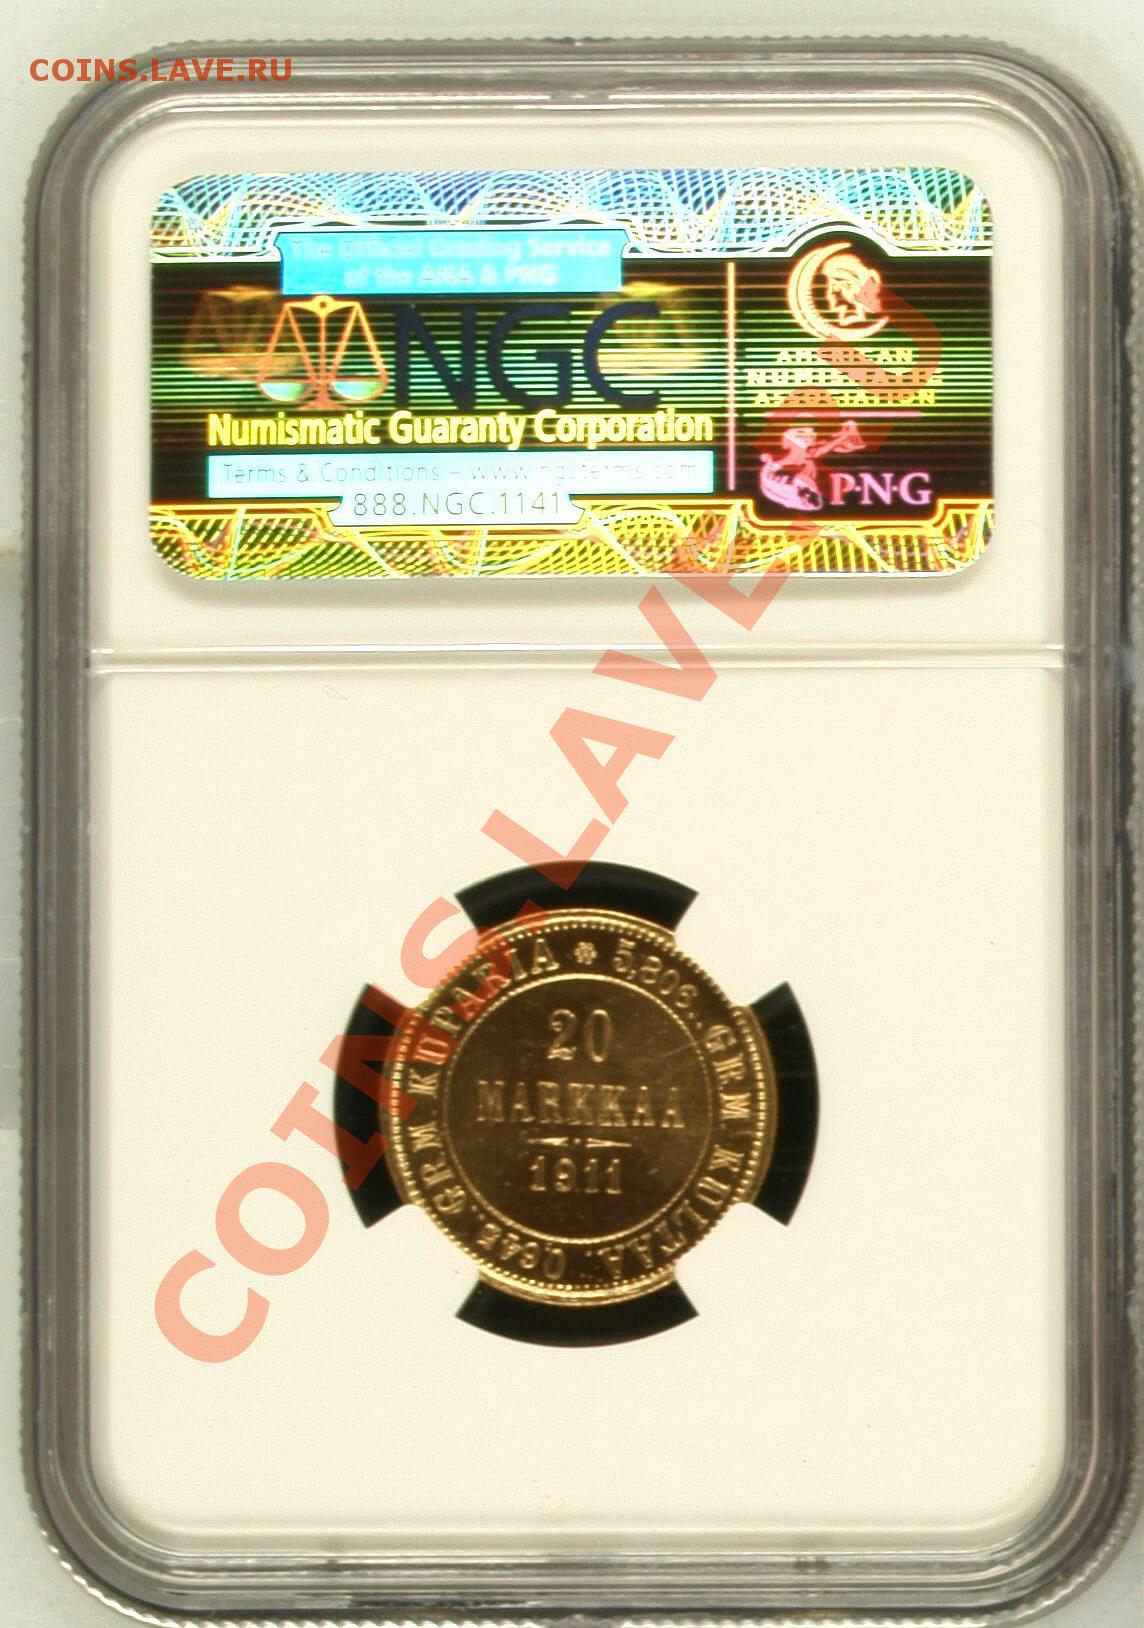 COINS.LAVE.RU
The Official Grading Service
of the ANA & PNG
NGC
Numismatic Guaranty Corporation
Terms & Conditions – www.ngcterms.com
888.NGC.1141
AMERICAN
NUMISMATIC
ASSOCIATION
P·N·G
COINS.LAVE.RU
5,806.. GRM KULTAA.. 0,645.. GRM. KUPARIA
20
MARKKAA
1911